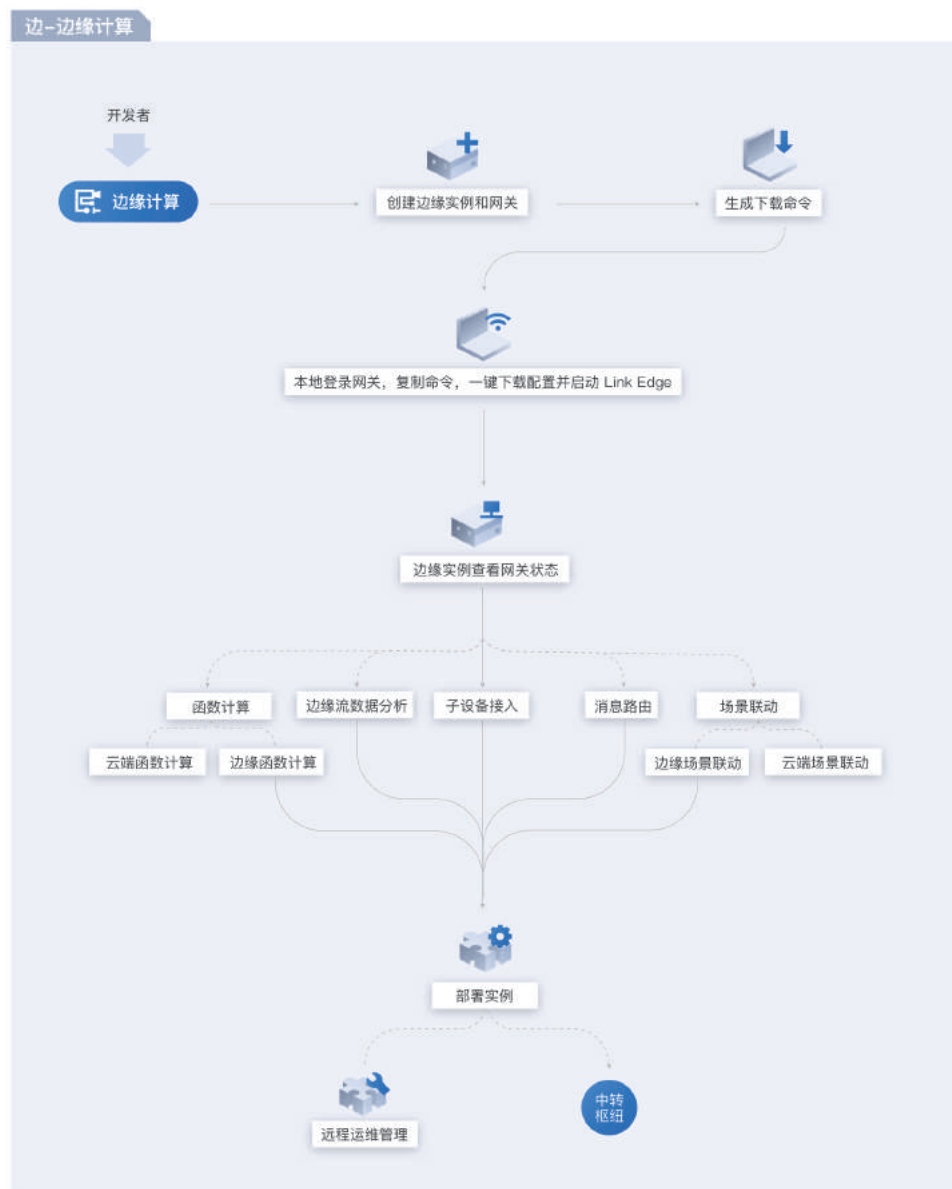 边-边缘计算
开发者
边缘计算
创建边缘实例和网关
生成下载命令
本地登录网关，复制命令，一键下载配置并启动 Link Edge
边缘实例查看网关状态
函数计算
边缘流数据分析
子设备接入
消息路由
场景联动
云端函数计算
边缘函数计算
边缘场景联动
云端场景联动
部署实例
远程运维管理
中转
枢纽